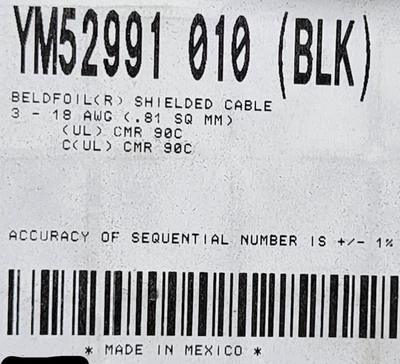 YM52991 010 (BLK)
BELDFOIL(R) SHIELDED CABLE
3 - 18 AWG (.81 SQ MM)
(UL) CMR 90C
C(UL) CMR 90C
ACCURACY OF SEQUENTIAL NUMBER IS +/- 1%
* MADE IN MEXICO *